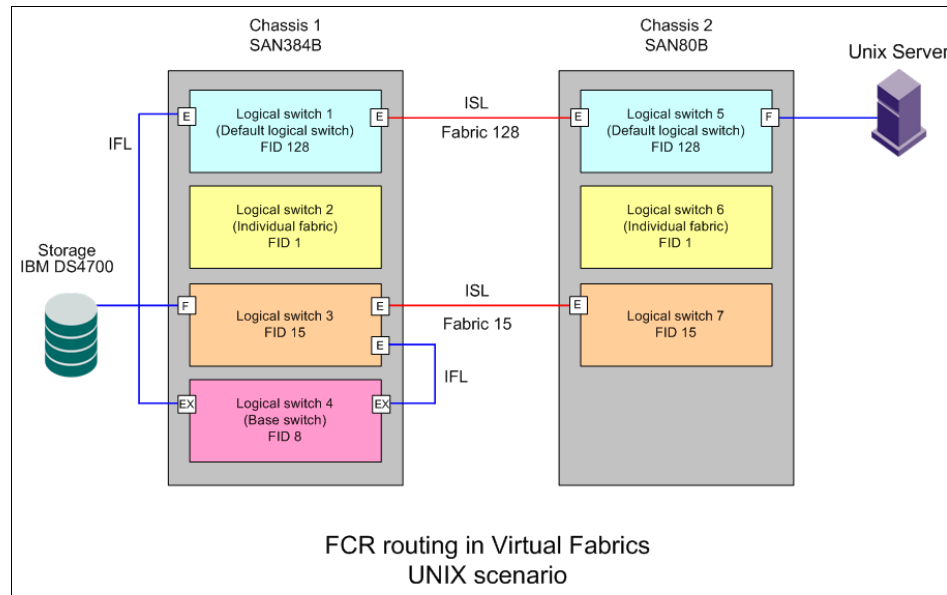 Chassis 1
SAN384B
Chassis 2
SAN80B
Unix Server
E
Logical switch 1
(Default logical switch)
FID 128
E
ISL
Fabric 128
E
Logical switch 5
(Default logical switch)
FID 128
F
IFL
Logical switch 2
(Individual fabric)
FID 1
Logical switch 6
(Individual fabric)
FID 1
Storage
IBM DS4700
F
Logical switch 3
FID 15
E
E
ISL
Fabric 15
E
Logical switch 7
FID 15
IFL
EX
Logical switch 4
(Base switch)
FID 8
EX
FCR routing in Virtual Fabrics
UNIX scenario